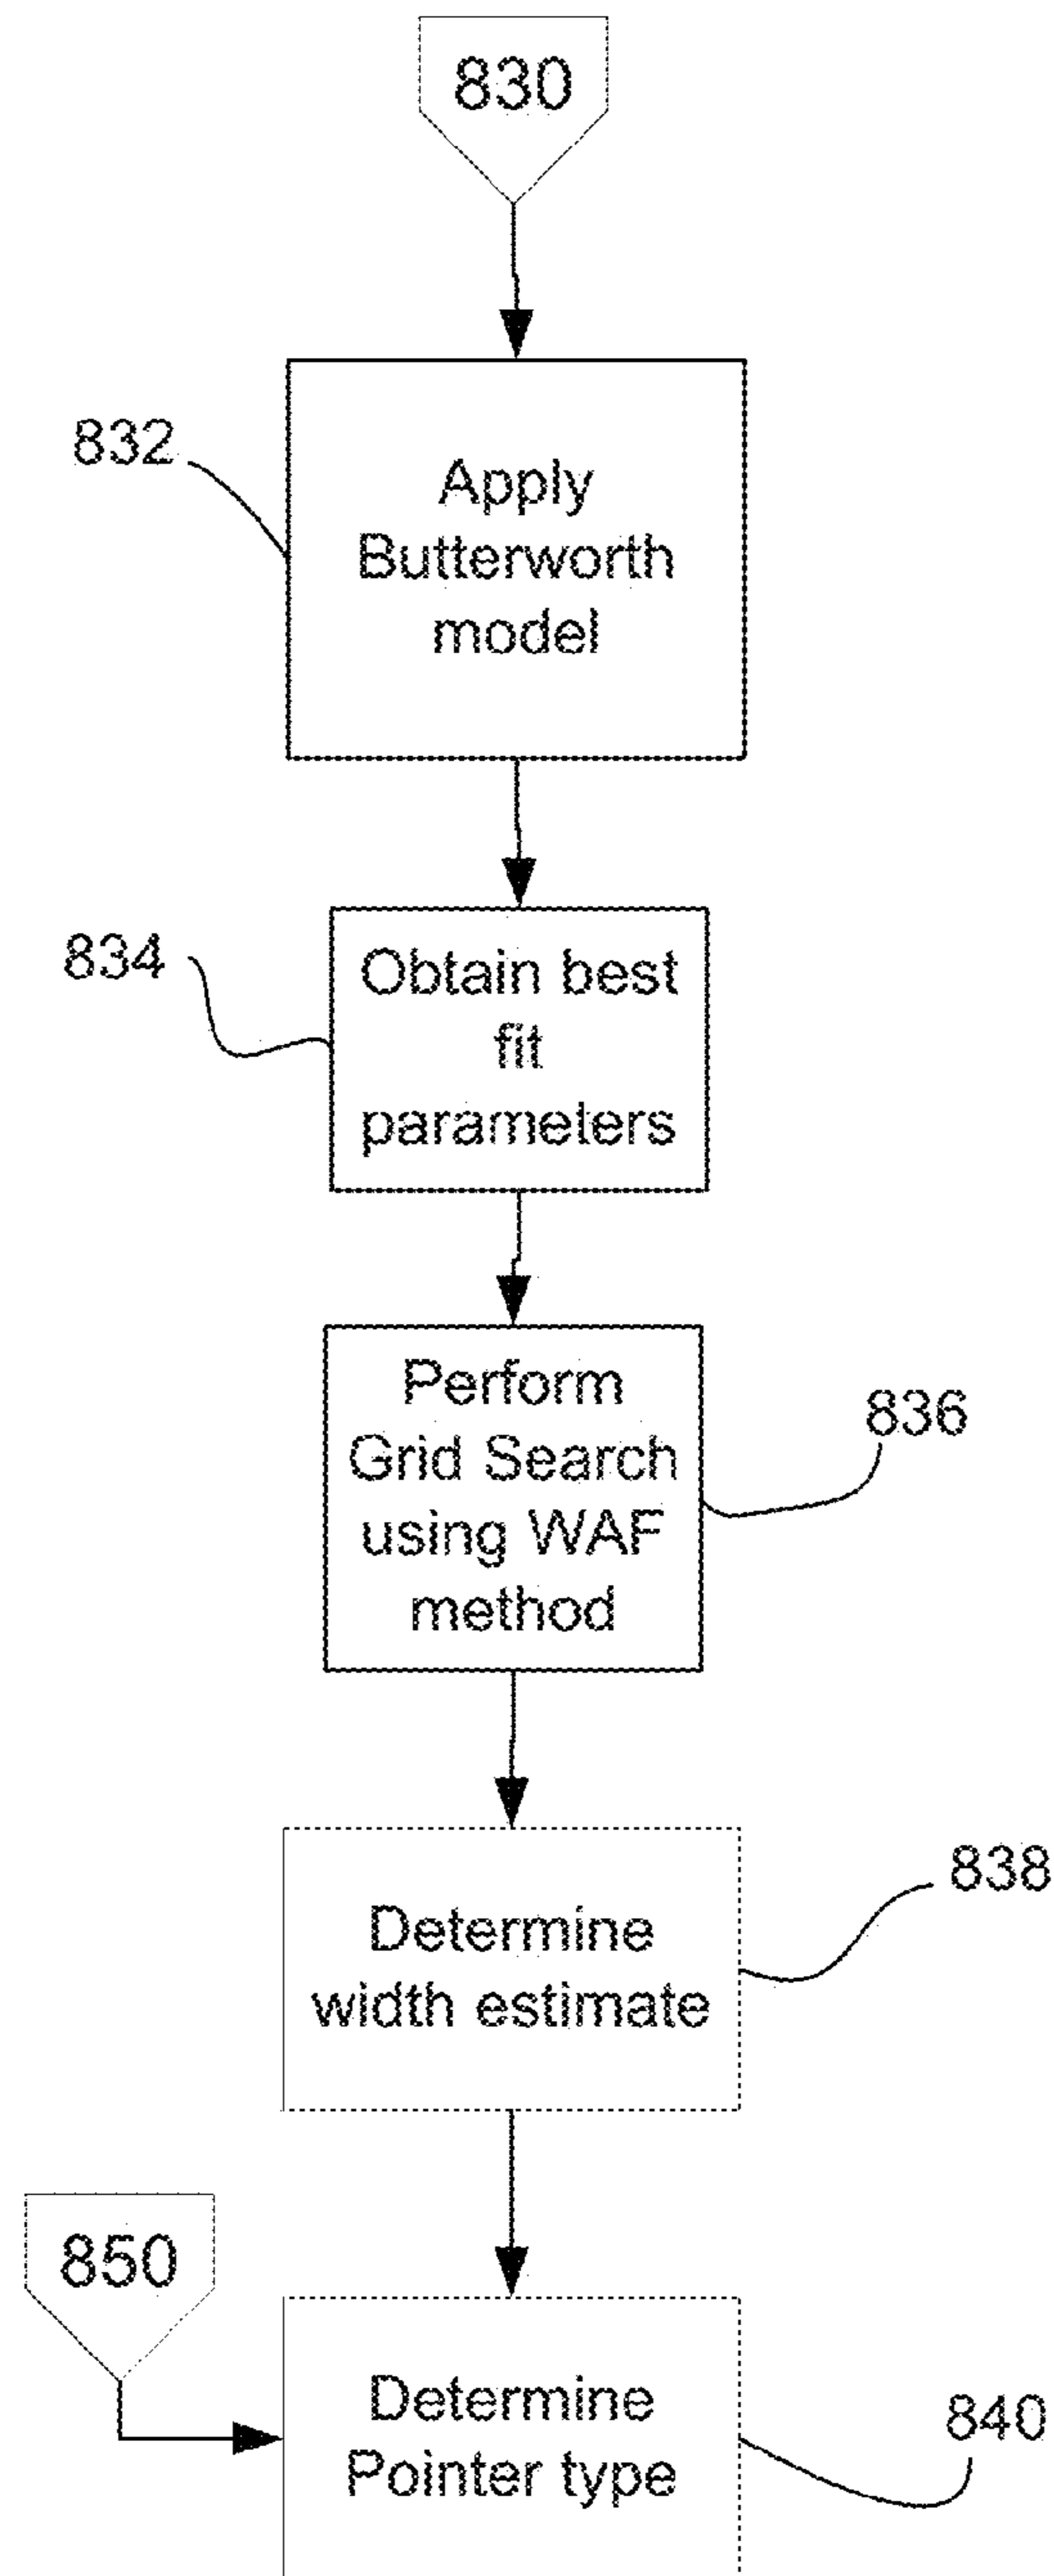 830
832
Apply
Butterworth
model
834
Obtain best
fit
parameters
Perform
Grid Search
using WAF
method
836
838
Determine
width estimate
850
Determine
Pointer type
840